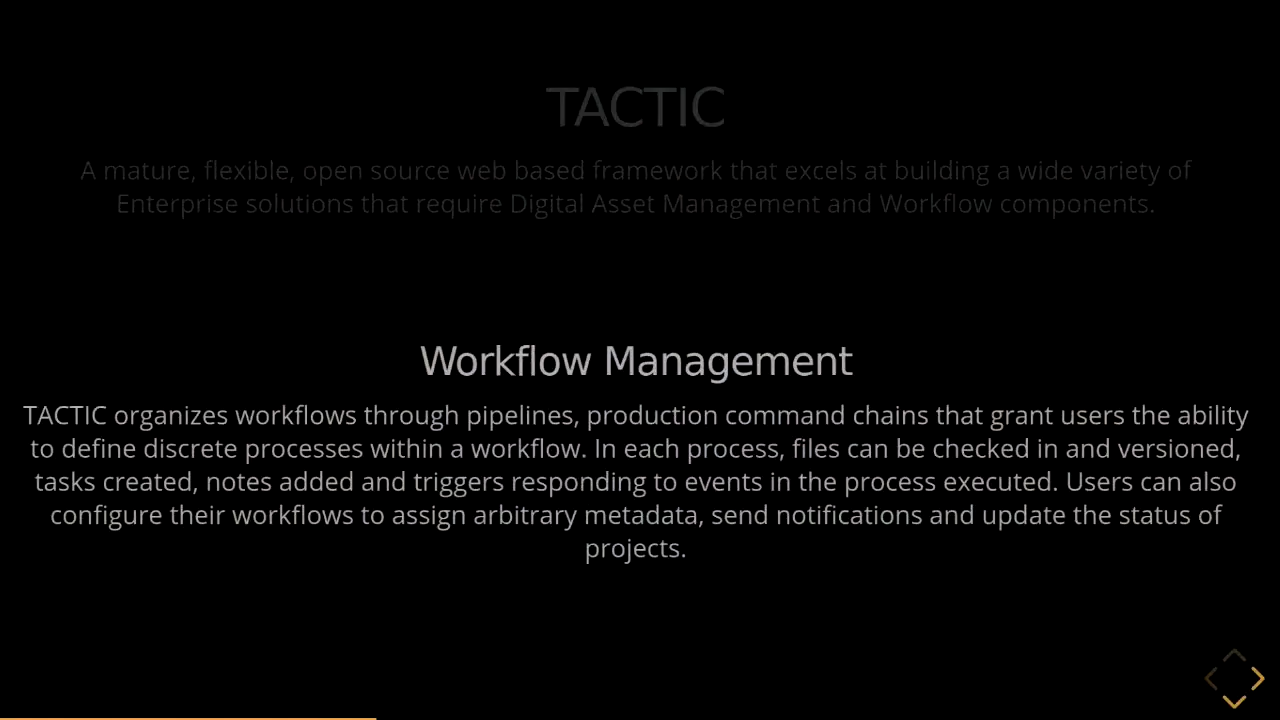 TACTIC
A mature, flexible, open source web based framework that excels at building a wide variety of
Enterprise solutions that require Digital Asset Management and Workflow components.
Workflow Management
TACTIC organizes workflows through pipelines, production command chains that grant users the ability
to define discrete processes within a workflow. In each process, files can be checked in and versioned,
tasks created, notes added and triggers responding to events in the process executed. Users can also
configure their workflows to assign arbitrary metadata, send notifications and update the status of
projects.